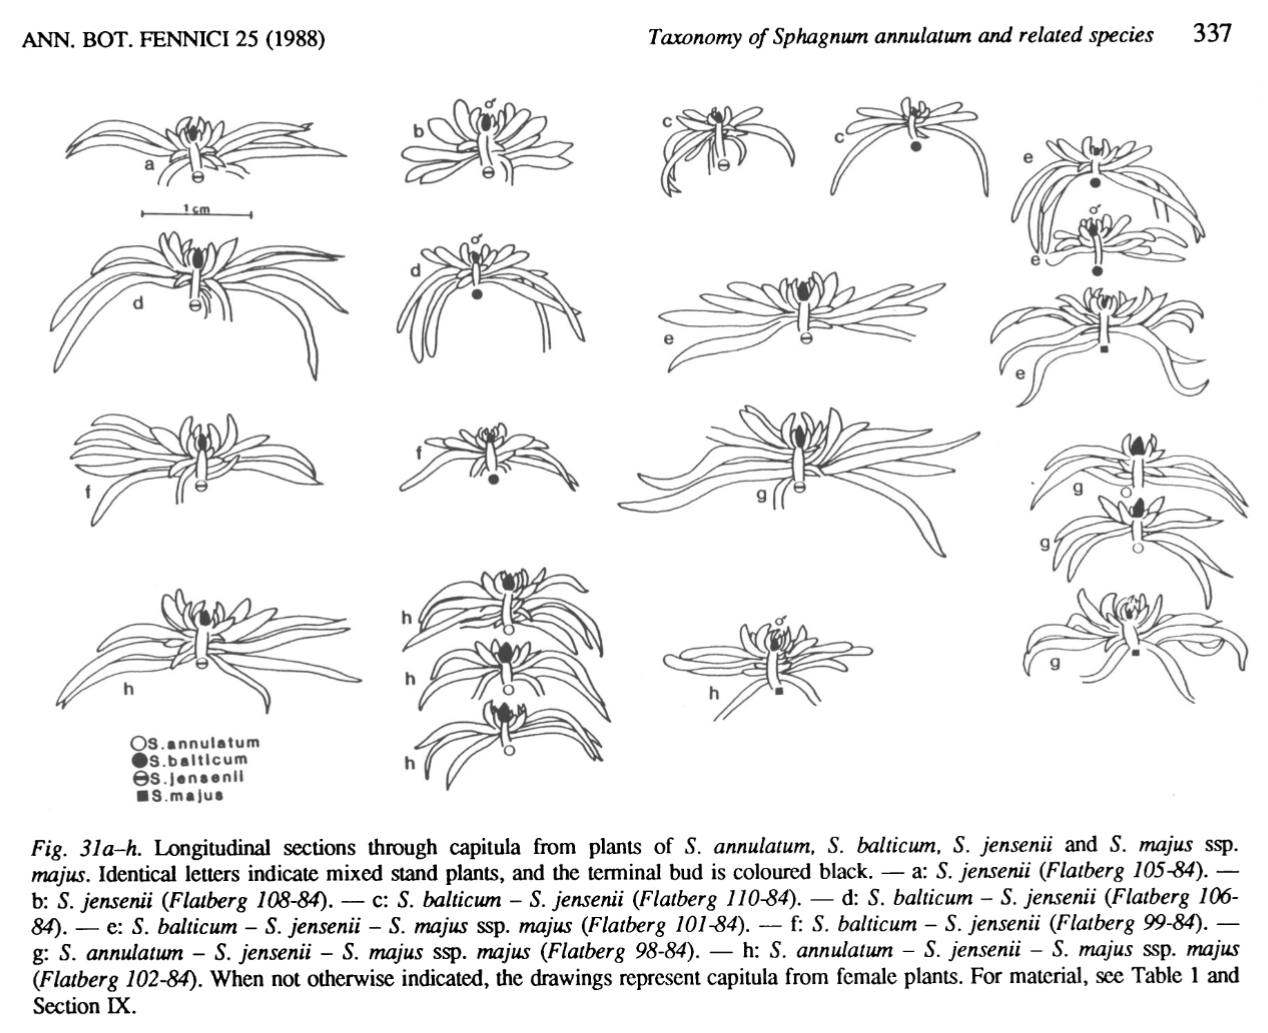 ANN. BOT. FENNICI 25 (1988)
Taxonomy of Sphagnum annulatum and related species 337
a
b ♂
c
c
e
1 cm
d
d ♂
e
e ♂
e
f
f
g
g
g
h
h
h
h
h ♂
g
S.annulatum
S.balticum
S.jensenii
S.majus
Fig. 31a–h. Longitudinal sections through capitula from plants of S. annulatum, S. balticum, S. jensenii and S. majus ssp.
majus. Identical letters indicate mixed stand plants, and the terminal bud is coloured black. — a: S. jensenii (Flatberg 105-84). —
b: S. jensenii (Flatberg 108-84). — c: S. balticum – S. jensenii (Flatberg 110-84). — d: S. balticum – S. jensenii (Flatberg 106-
84). — e: S. balticum – S. jensenii – S. majus ssp. majus (Flatberg 101-84). — f: S. balticum – S. jensenii (Flatberg 99-84). —
g: S. annulatum – S. jensenii – S. majus ssp. majus (Flatberg 98-84). — h: S. annulatum – S. jensenii – S. majus ssp. majus
(Flatberg 102-84). When not otherwise indicated, the drawings represent capitula from female plants. For material, see Table 1 and
Section IX.